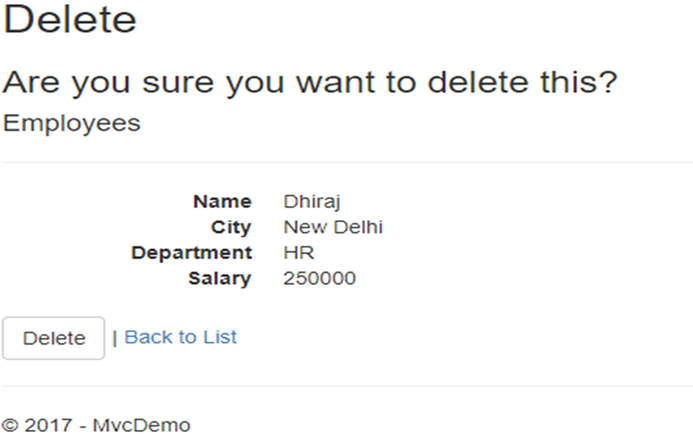 Delete
Are you sure you want to delete this?
Employees
Name Dhiraj
City New Delhi
Department HR
Salary 250000
Delete | Back to List
© 2017 - MvcDemo